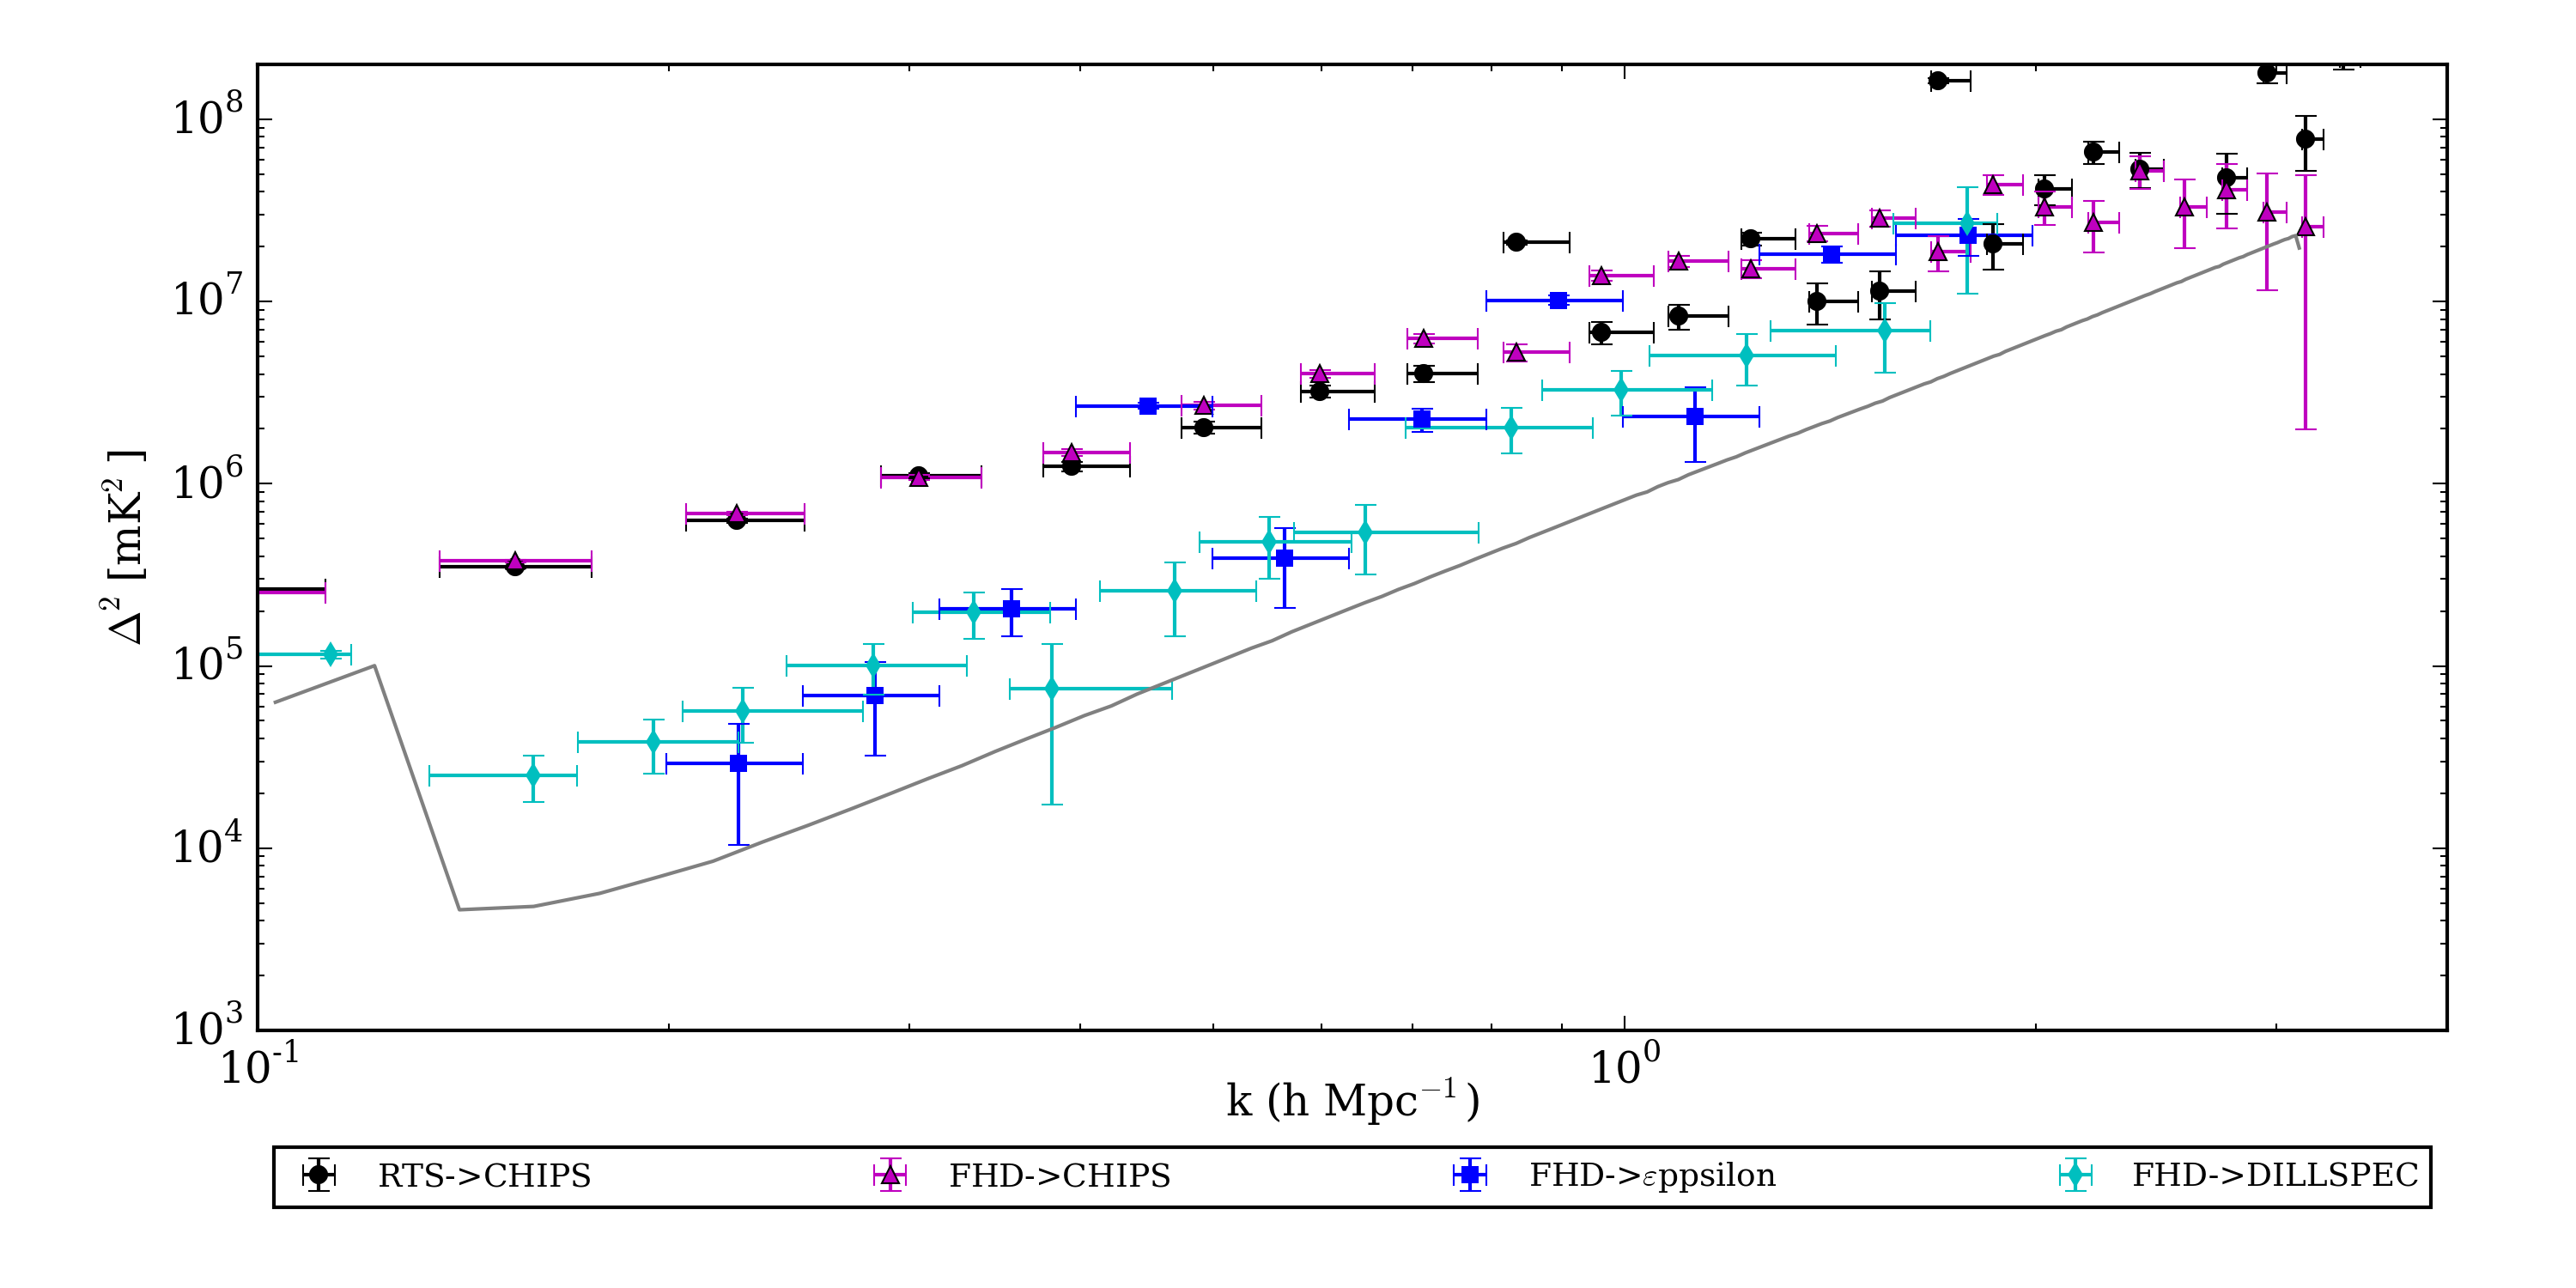 10^8
10^7
10^6
10^5
10^4
10^3
Δ^2 [mK^2 ]
10^-1
10^0
k (h Mpc^−1)
RTS->CHIPS
FHD->CHIPS
FHD->εppsilon
FHD->DILLSPEC